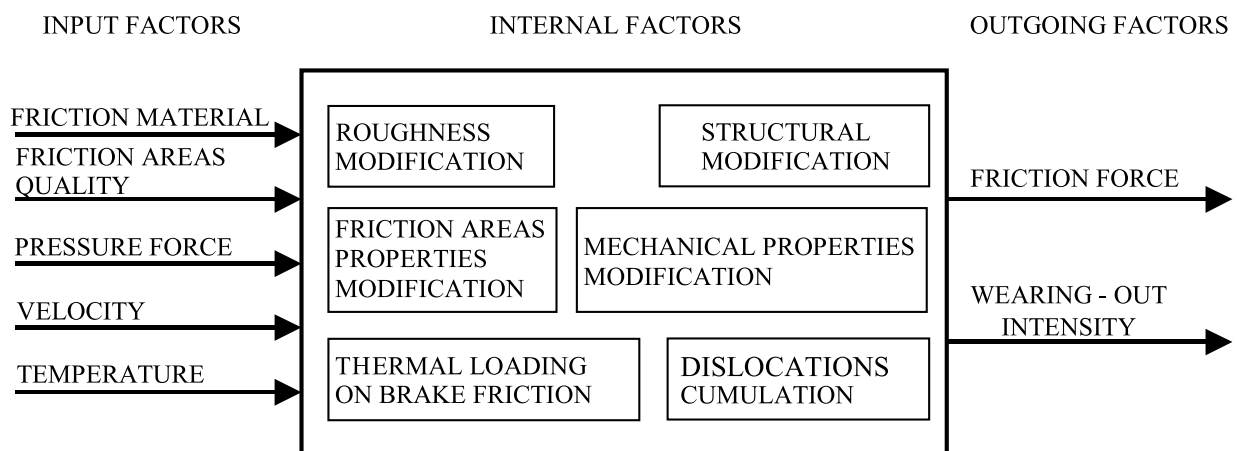 INPUT FACTORS
INTERNAL FACTORS
OUTGOING FACTORS
FRICTION MATERIAL
FRICTION AREAS
QUALITY
PRESSURE FORCE
VELOCITY
TEMPERATURE
ROUGHNESS
MODIFICATION
STRUCTURAL
MODIFICATION
FRICTION AREAS
PROPERTIES
MODIFICATION
MECHANICAL PROPERTIES
MODIFICATION
THERMAL LOADING
ON BRAKE FRICTION
DISLOCATIONS
CUMULATION
FRICTION FORCE
WEARING - OUT
INTENSITY